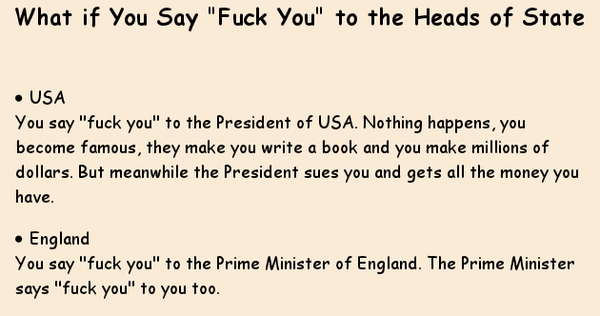 What if You Say "Fuck You" to the Heads of State
• USA
You say "fuck you" to the President of USA. Nothing happens, you
become famous, they make you write a book and you make millions of
dollars. But meanwhile the President sues you and gets all the money you
have.
• England
You say "fuck you" to the Prime Minister of England. The Prime Minister
says "fuck you" to you too.